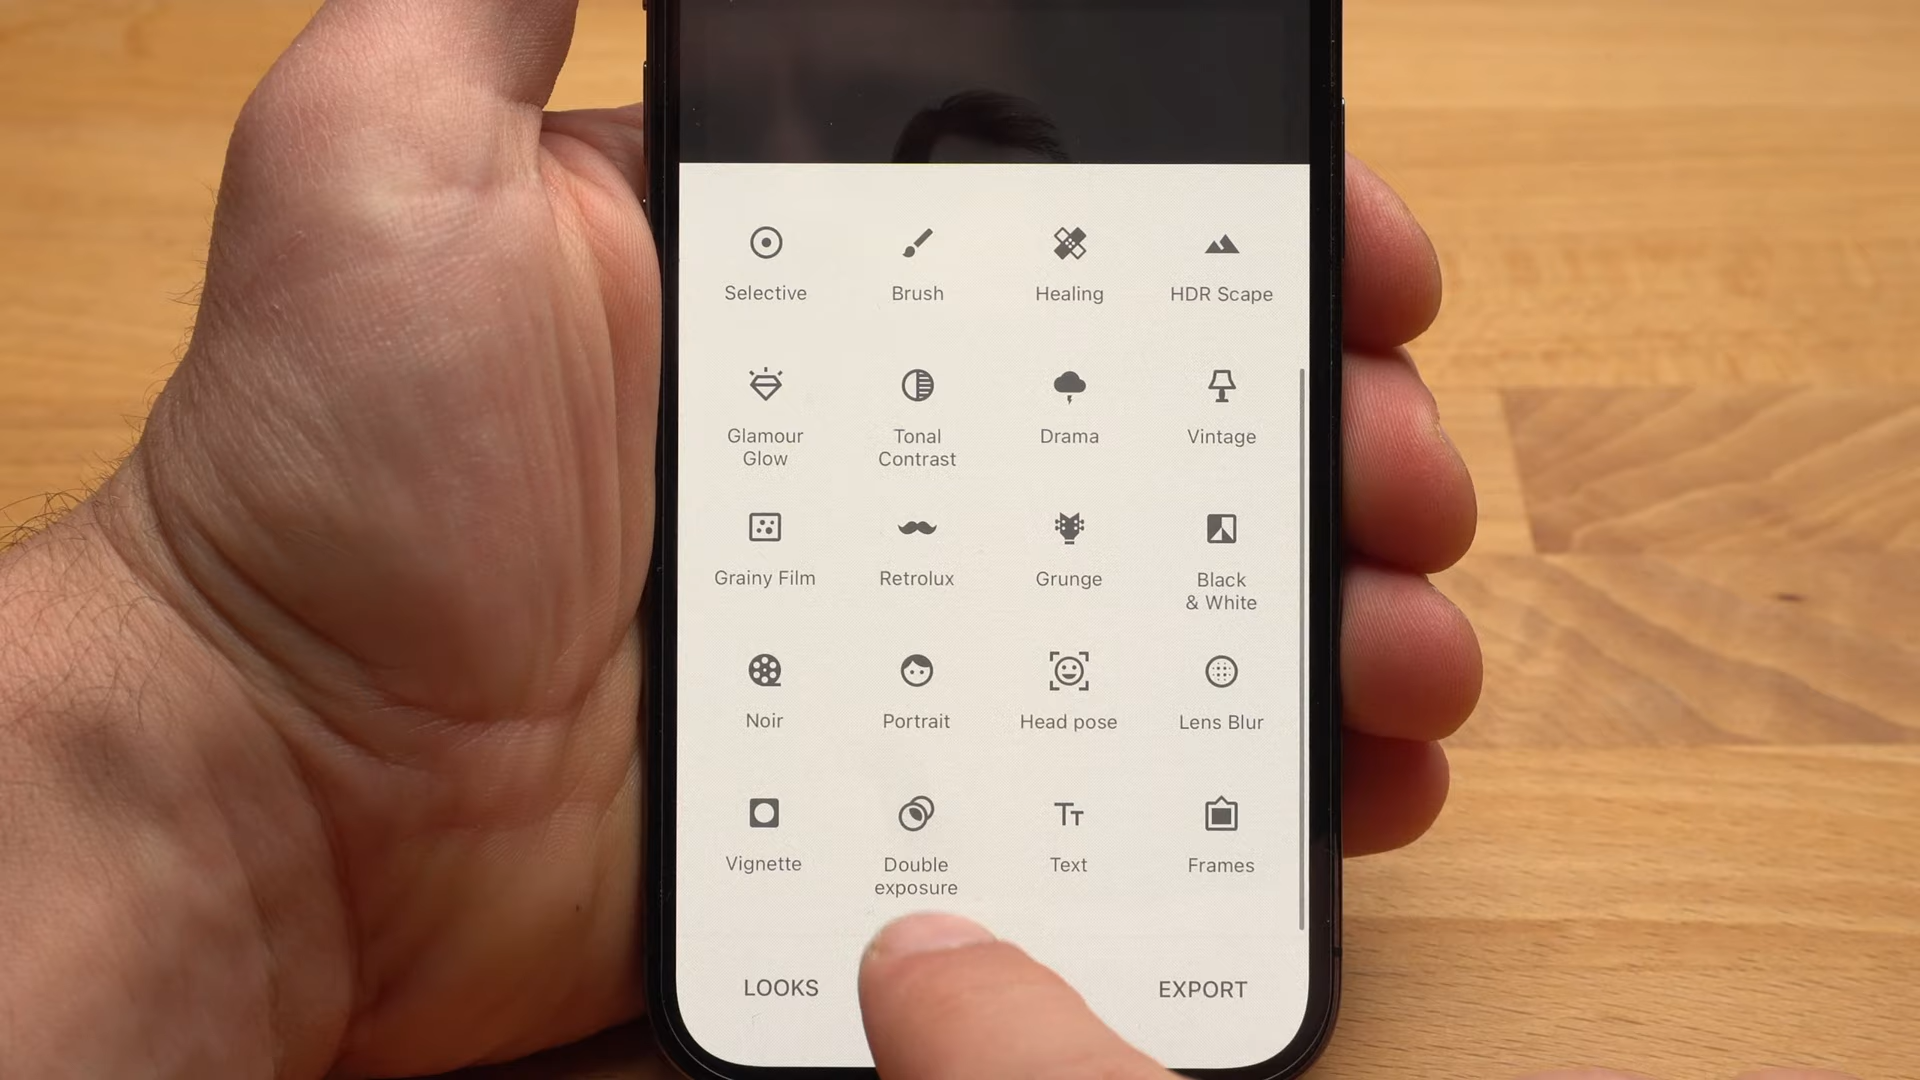 Selective
Brush
Healing
HDR Scape
Glamour
Glow
Tonal
Contrast
Drama
Vintage
Grainy Film
Retrolux
Grunge
Black
& White
Noir
Portrait
Head pose
Lens Blur
Vignette
Double
exposure
Text
Frames
LOOKS
EXPORT